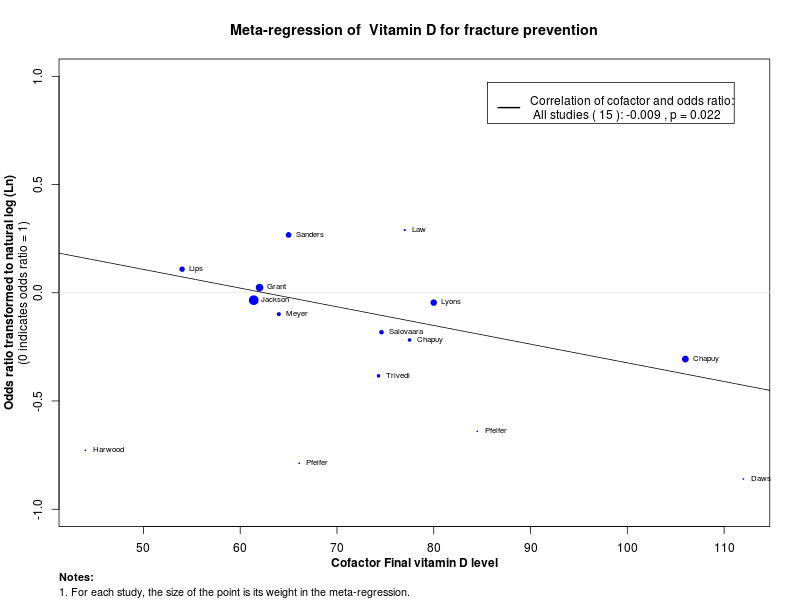 Meta-regression of  Vitamin D for fracture prevention
Correlation of cofactor and odds ratio:
All studies ( 15 ): -0.009 , p = 0.022
Odds ratio transformed to natural log (Ln)
(0 indicates odds ratio = 1)
1.0
0.5
0.0
-0.5
-1.0
Sanders
Law
Lips
Grant
Jackson
Lyons
Meyer
Salovaara
Chapuy
Chapuy
Trivedi
Pfeifer
Harwood
Pfeifer
Daws
50 60 70 80 90 100 110
Cofactor Final vitamin D level
Notes:
1. For each study, the size of the point is its weight in the meta-regression.